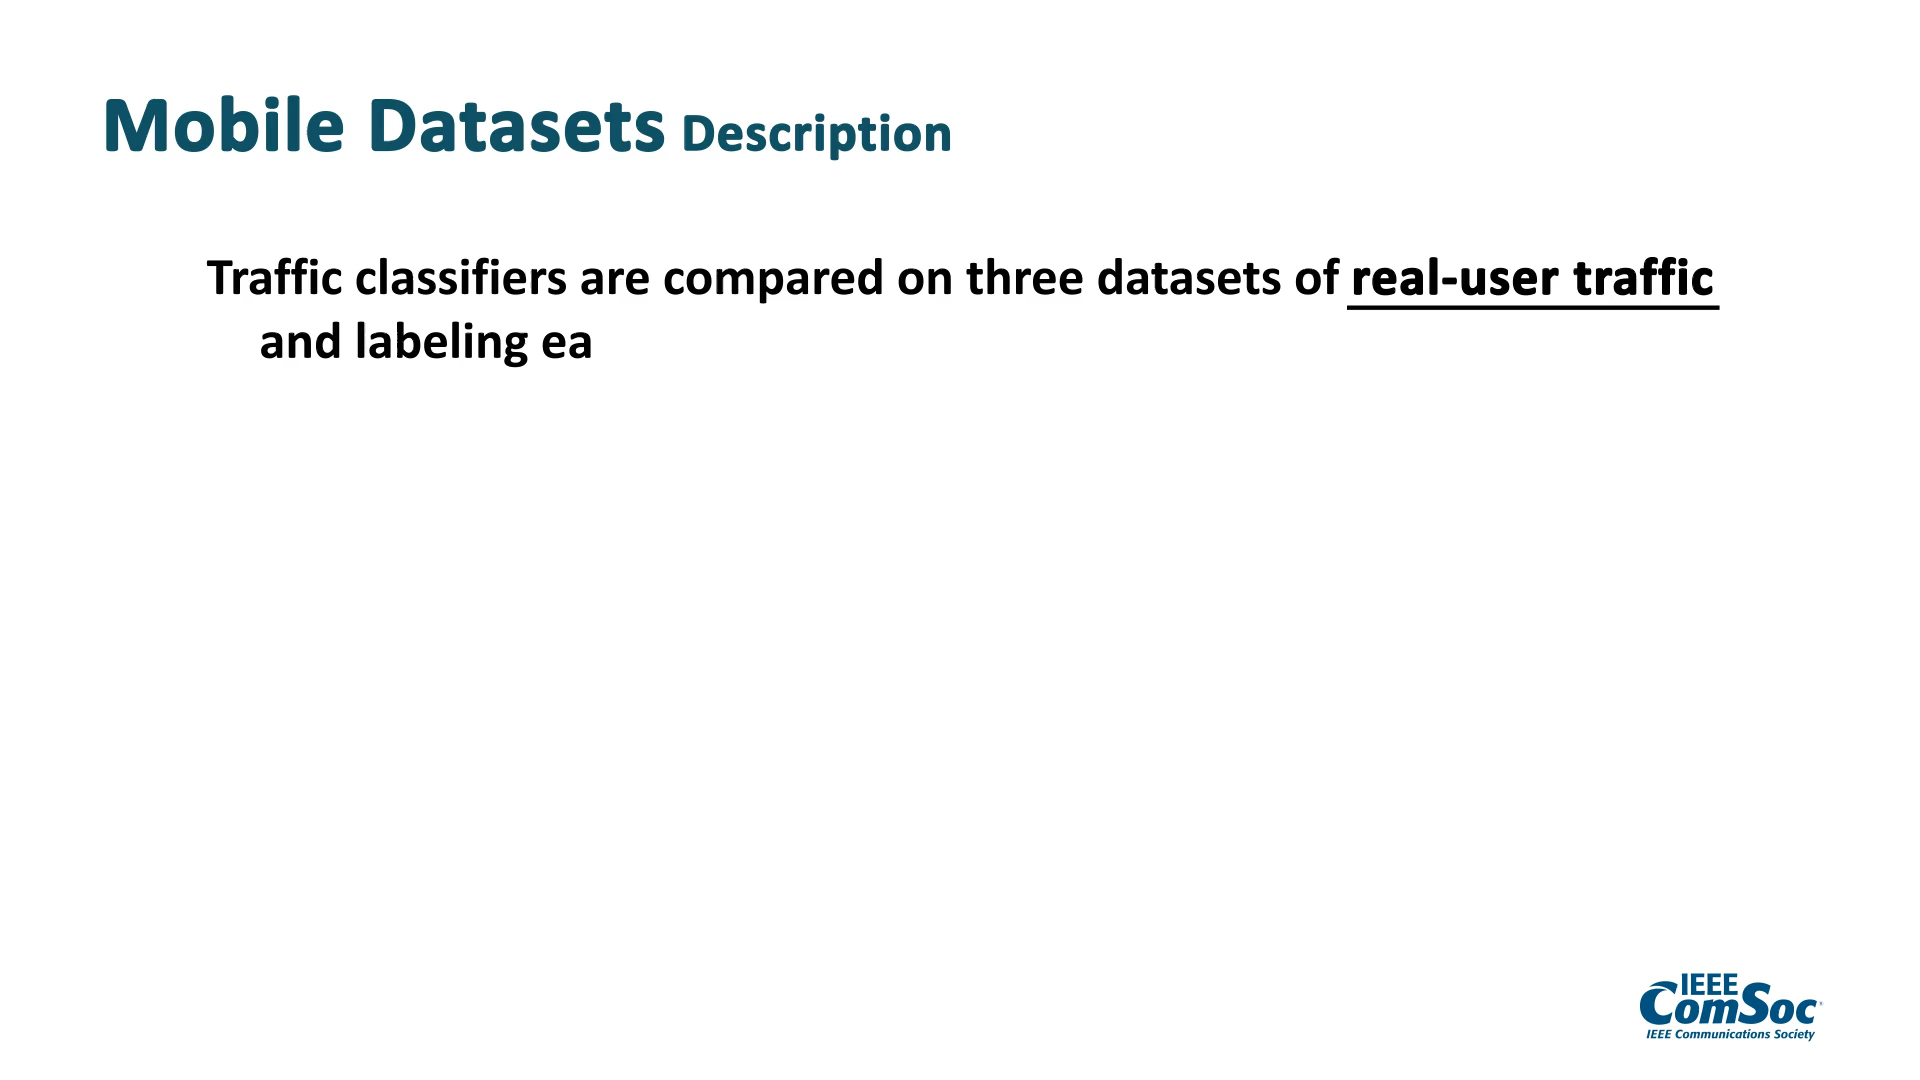 Mobile Datasets Description
Traffic classifiers are compared on three datasets of real-user traffic
and labeling ea
IEEE
ComSoc®
IEEE Communications Society